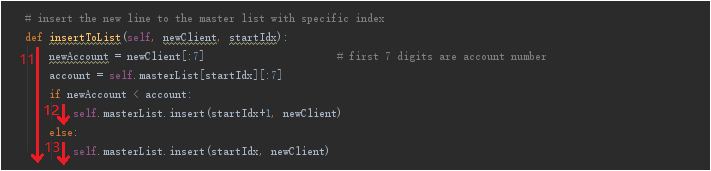 # insert the new line to the master list with specific index
def insertToList(self, newClient, startIdx):
11
newAccount = newClient[:7] # first 7 digits are account number
account = self.masterList[startIdx][:7]
if newAccount < account:
12 self.masterList.insert(startIdx+1, newClient)
else:
13 self.masterList.insert(startIdx, newClient)